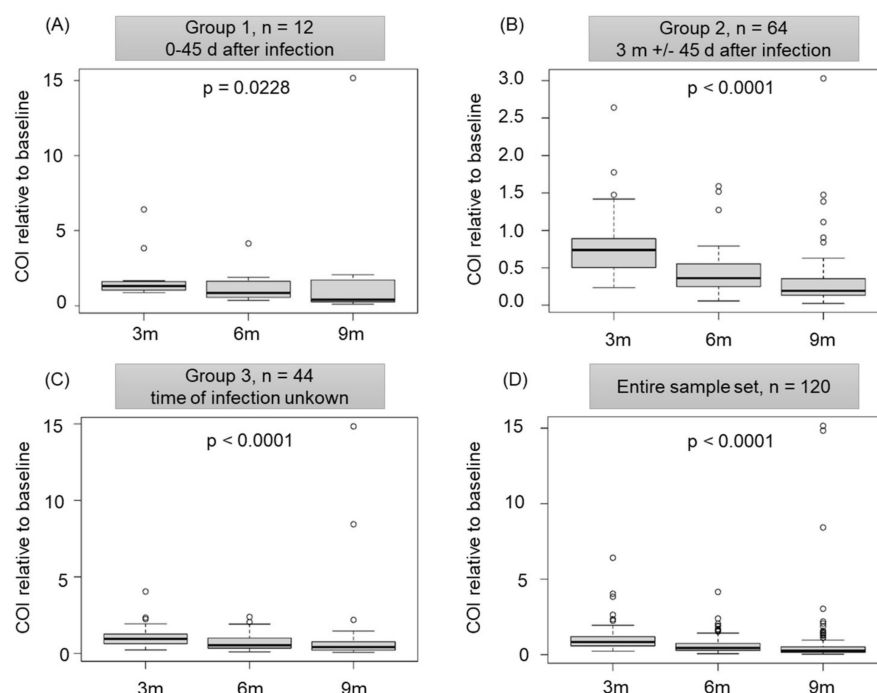 (A)
Group 1, n = 12
0-45 d after infection
p = 0.0228
COI relative to baseline
15
10
5
0
3m 6m 9m
(B)
Group 2, n = 64
3 m +/- 45 d after infection
p < 0.0001
COI relative to baseline
3.0
2.5
2.0
1.5
1.0
0.5
0.0
3m 6m 9m
(C)
Group 3, n = 44
time of infection unkown
p < 0.0001
COI relative to baseline
15
10
5
0
3m 6m 9m
(D)
Entire sample set, n = 120
p < 0.0001
COI relative to baseline
15
10
5
0
3m 6m 9m